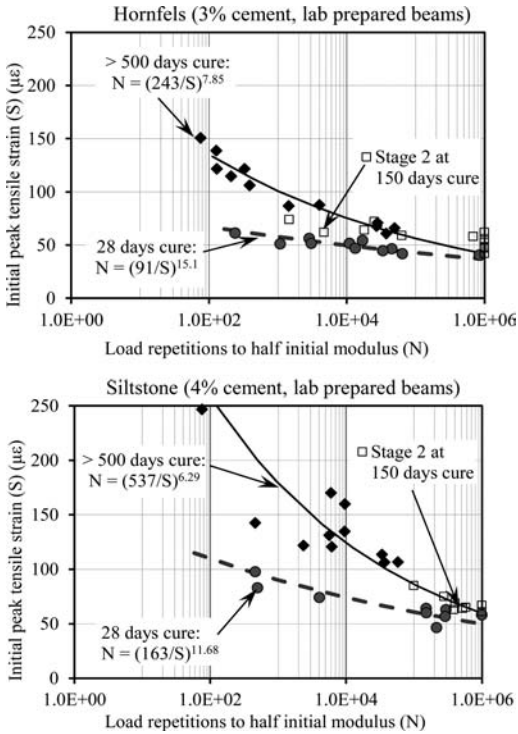 Hornfels (3% cement, lab prepared beams)
Initial peak tensile strain (S) (με)
250
200
150
100
50
0
> 500 days cure:
N = (243/S)^7.85
Stage 2 at
150 days cure
28 days cure:
N = (91/S)^15.1
1.0E+00
1.0E+02
1.0E+04
1.0E+06
Load repetitions to half initial modulus (N)
Siltstone (4% cement, lab prepared beams)
Initial peak tensile strain (S) (με)
250
200
150
100
50
0
> 500 days cure:
N = (537/S)^6.29
Stage 2 at
150 days cure
28 days cure:
N = (163/S)^11.68
1.0E+00
1.0E+02
1.0E+04
1.0E+06
Load repetitions to half initial modulus (N)